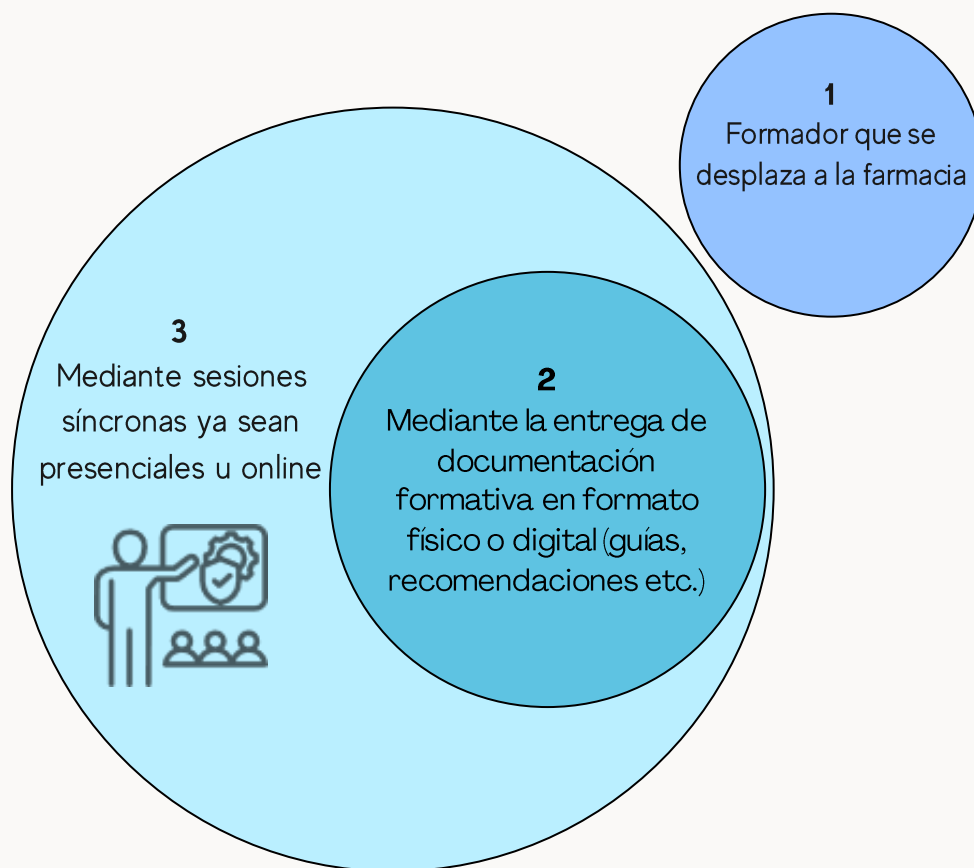 1
Formador que se
desplaza a la farmacia
3
Mediante sesiones
síncronas ya sean
presenciales u online
2
Mediante la entrega de
documentación
formativa en formato
físico o digital (guías,
recomendaciones etc.)